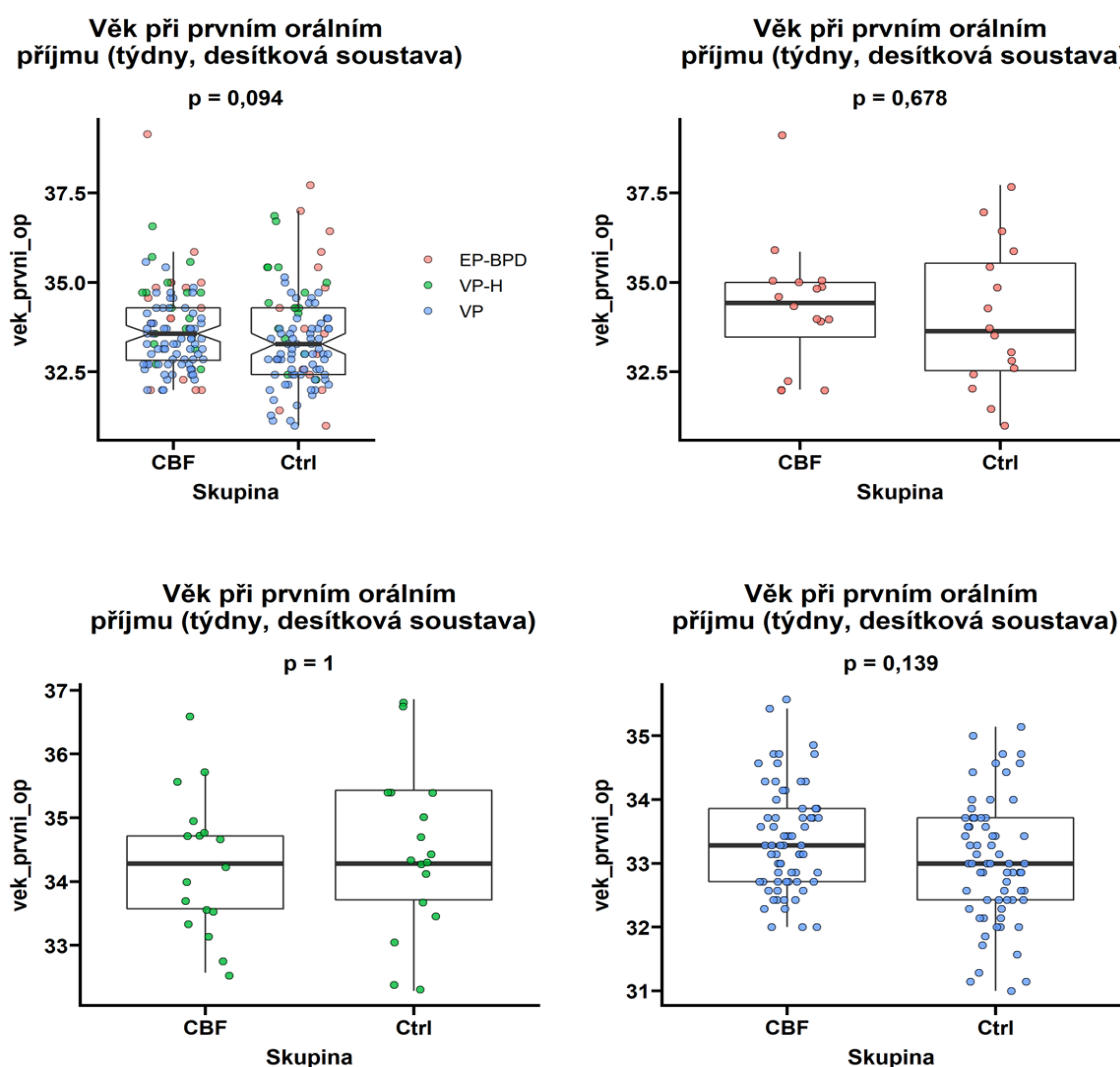 Věk při prvním orálním
příjmu (týdny, desítková soustava)
p = 0,094
vek_prvni_op
37.5
35.0
32.5
CBF
Ctrl
Skupina
EP-BPD
VP-H
VP
Věk při prvním orálním
příjmu (týdny, desítková soustava)
p = 0,678
vek_prvni_op
37.5
35.0
32.5
CBF
Ctrl
Skupina
Věk při prvním orálním
příjmu (týdny, desítková soustava)
p = 1
vek_prvni_op
37
36
35
34
33
CBF
Ctrl
Skupina
Věk při prvním orálním
příjmu (týdny, desítková soustava)
p = 0,139
vek_prvni_op
35
34
33
32
31
CBF
Ctrl
Skupina